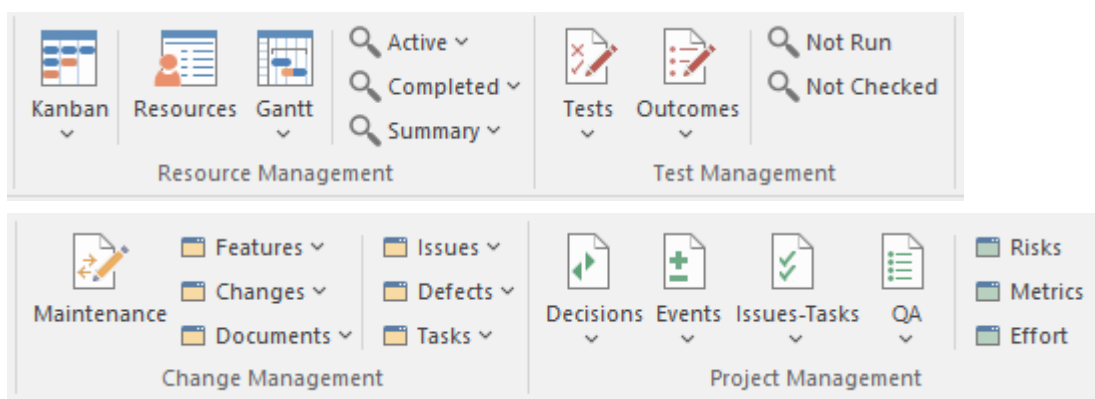 Kanban
Resources
Gantt
Active
Completed
Summary
Resource Management
Tests
Outcomes
Not Run
Not Checked
Test Management
Maintenance
Features
Changes
Documents
Issues
Defects
Tasks
Change Management
Decisions
Events
Issues-Tasks
QA
Risks
Metrics
Effort
Project Management